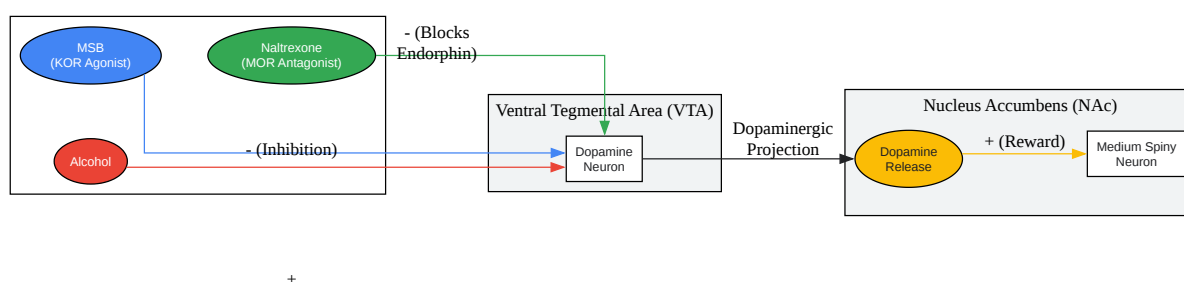 MSB
(KOR Agonist)
Naltrexone
(MOR Antagonist)
- (Blocks
Endorphin)
Alcohol
- (Inhibition)
Ventral Tegmental Area (VTA)
Dopamine
Neuron
Dopaminergic
Projection
Nucleus Accumbens (NAc)
Dopamine
Release
+ (Reward)
Medium Spiny
Neuron
+